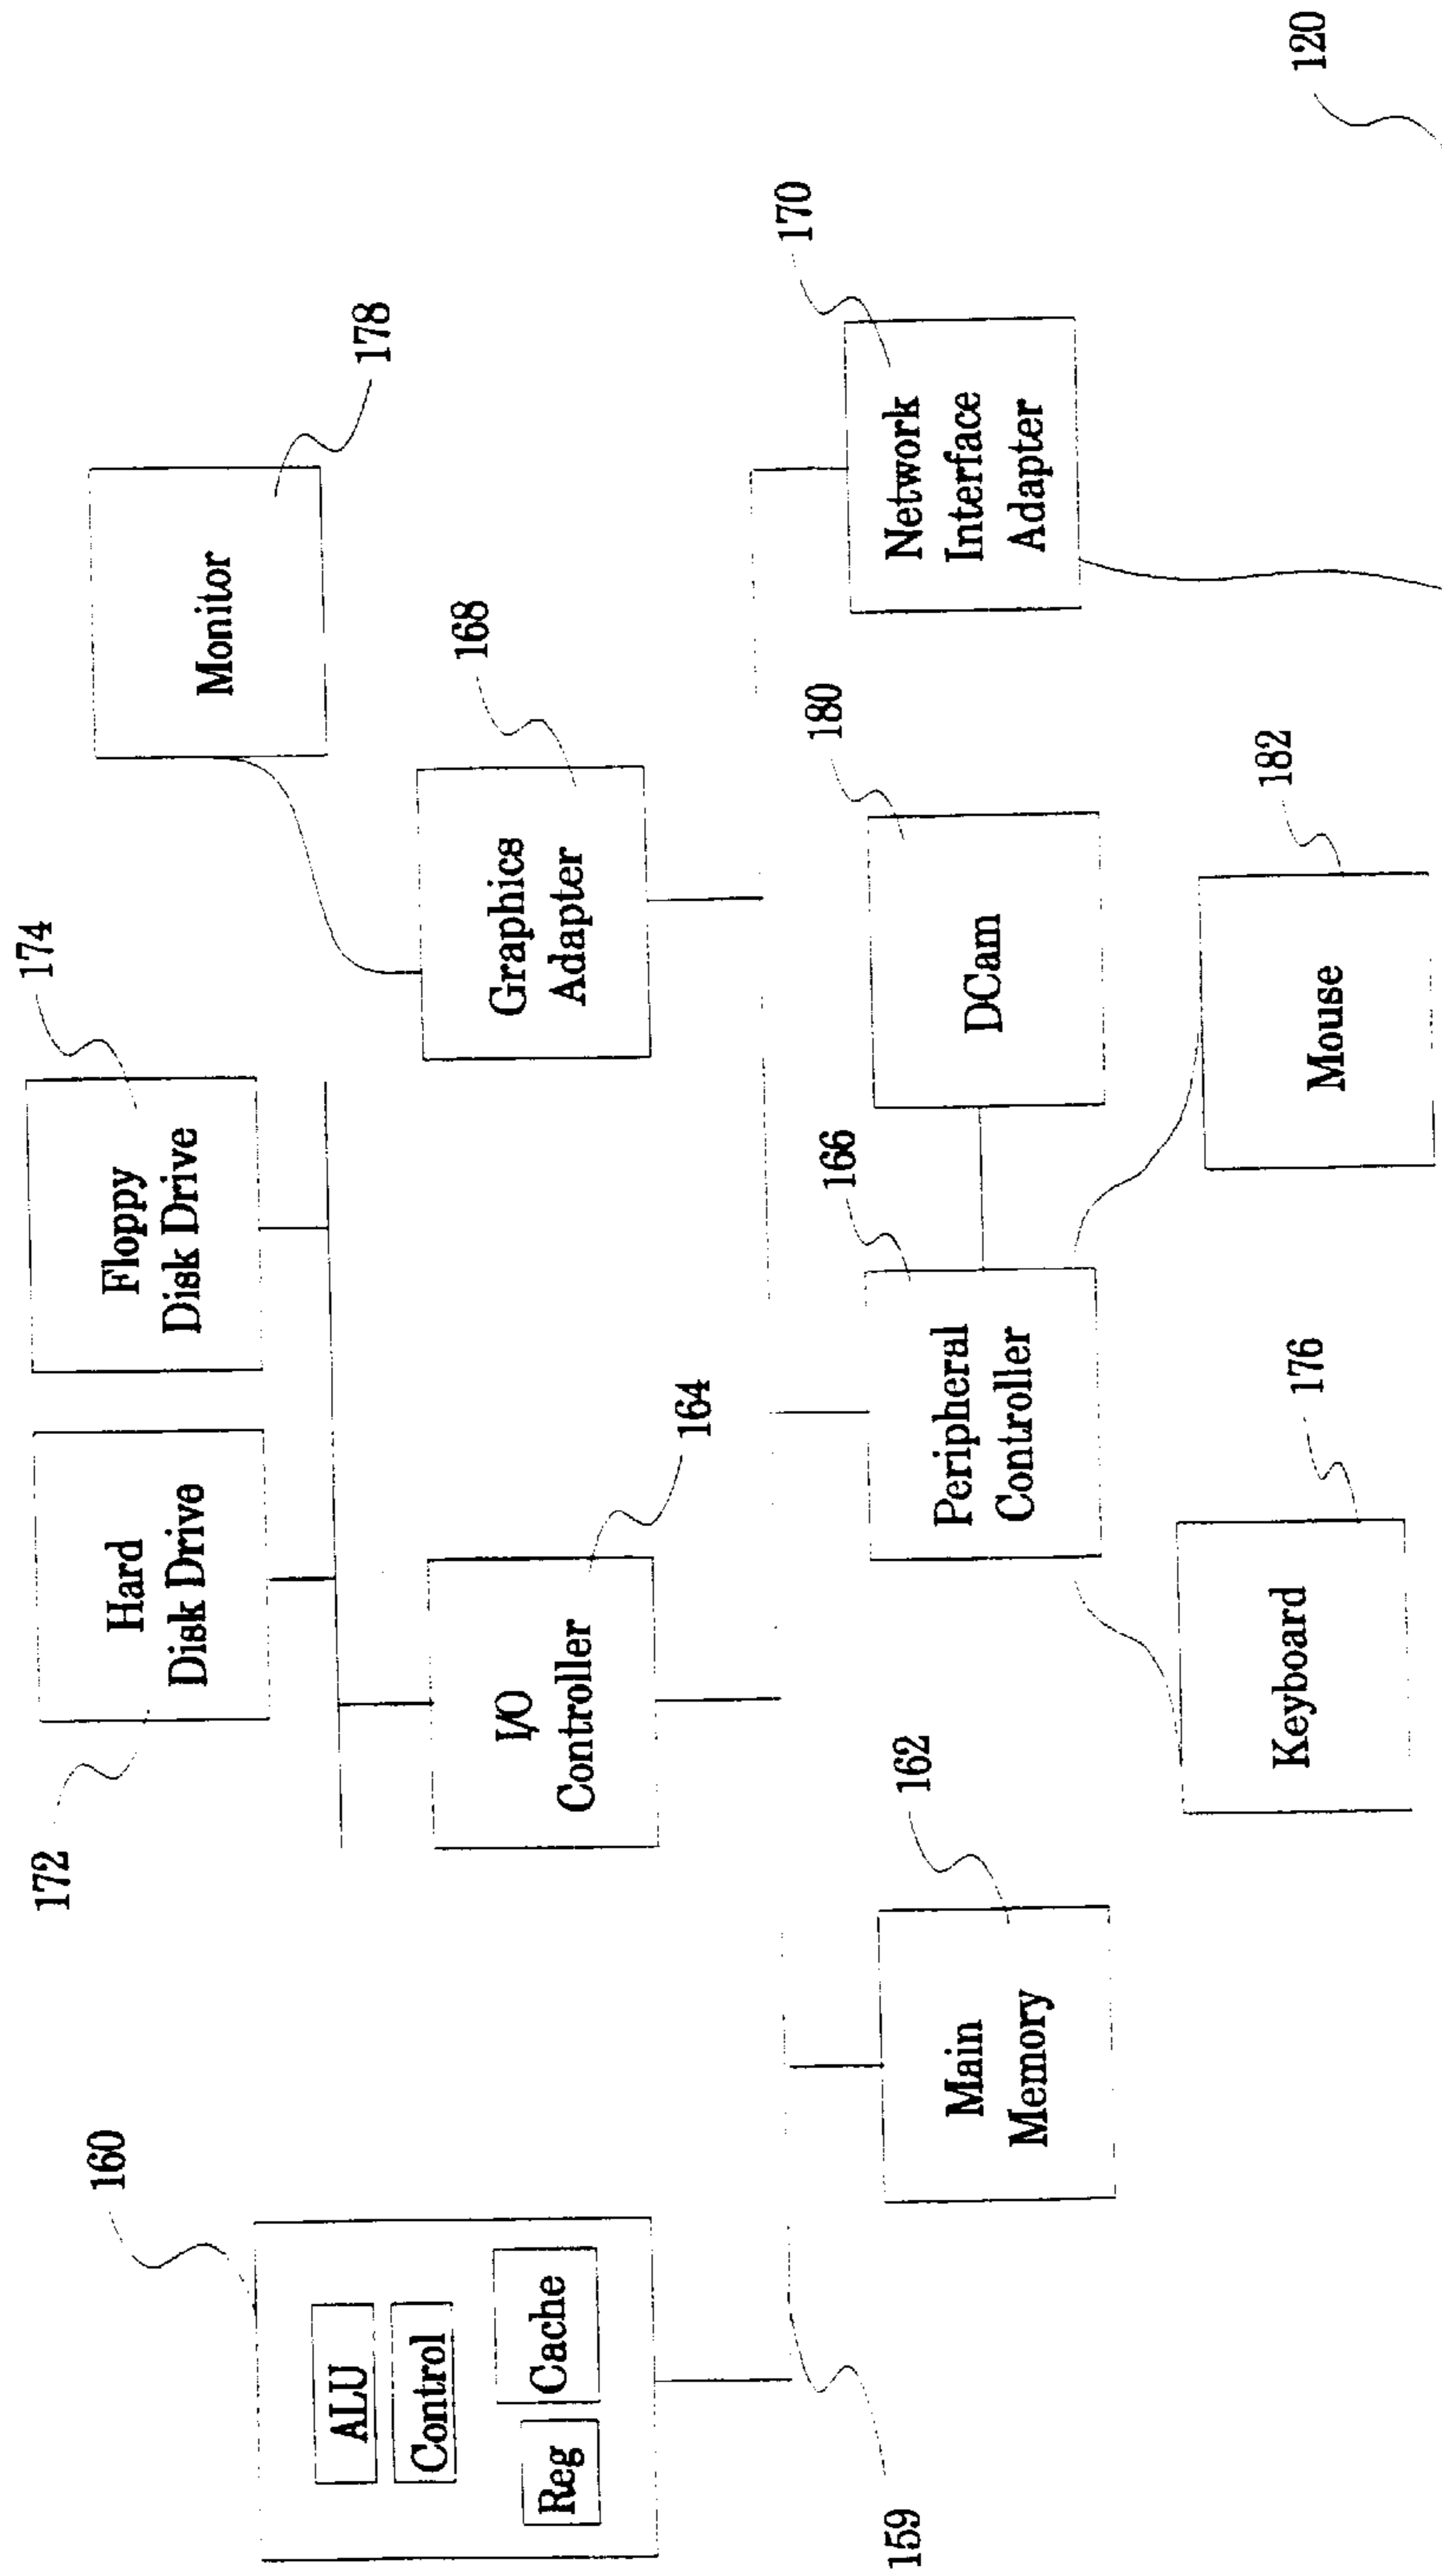 172
Hard
Disk Drive
174
Floppy
Disk Drive
Monitor
178
160
ALU
Control
Reg
Cache
I/O
Controller
164
Graphics
Adapter
168
159
Main
Memory
162
Peripheral
Controller
166
DCam
180
Network
Interface
Adapter
170
Keyboard
176
Mouse
182
120